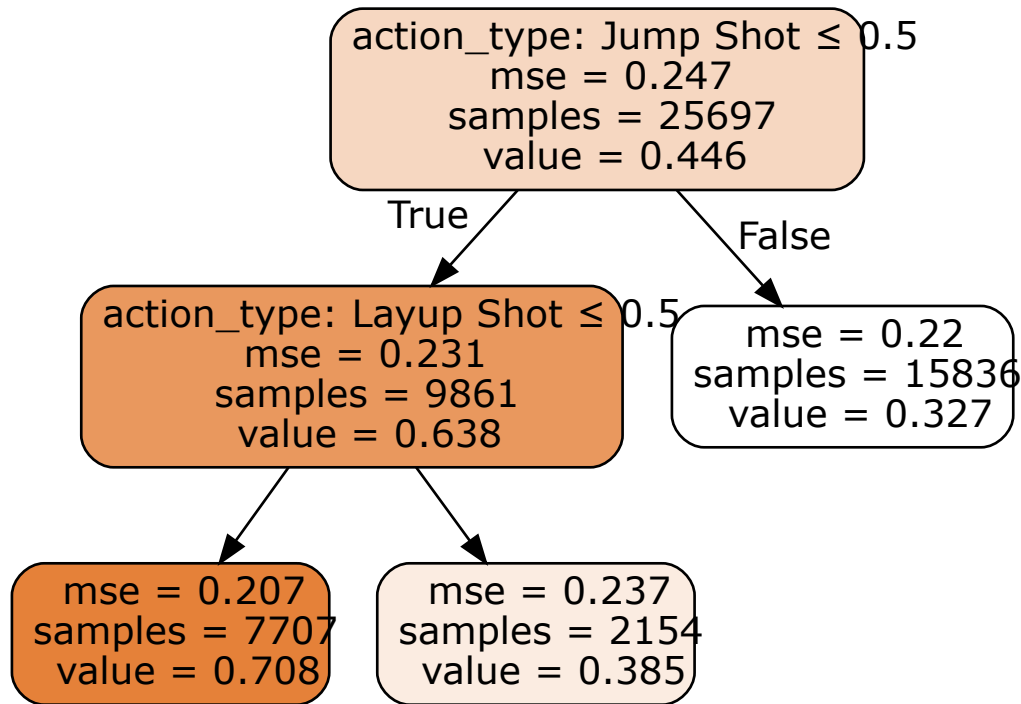 action_type: Jump Shot ≤ 0.5
mse = 0.247
samples = 25697
value = 0.446
True
False
action_type: Layup Shot ≤ 0.5
mse = 0.231
samples = 9861
value = 0.638
mse = 0.22
samples = 15836
value = 0.327
mse = 0.207
samples = 7707
value = 0.708
mse = 0.237
samples = 2154
value = 0.385